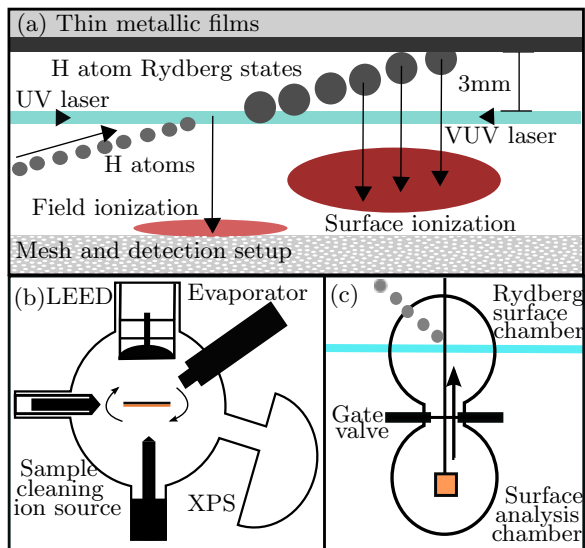 (a) Thin metallic films
H atom Rydberg states
3mm
UV laser
VUV laser
H atoms
Field ionization
Surface ionization
Mesh and detection setup
(b)LEED
Evaporator
Sample
cleaning
ion source
XPS
(c)
Rydberg
surface
chamber
Gate
valve
Surface
analysis
chamber